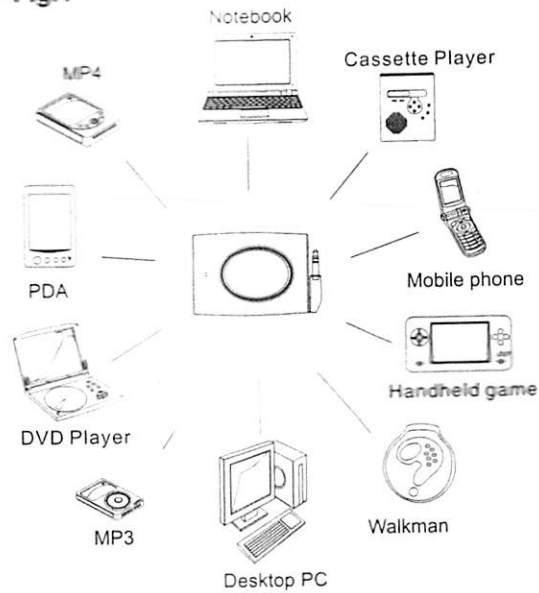 Notebook
MP4
Cassette Player
PDA
Mobile phone
DVD Player
Handheld game
MP3
Walkman
Desktop PC